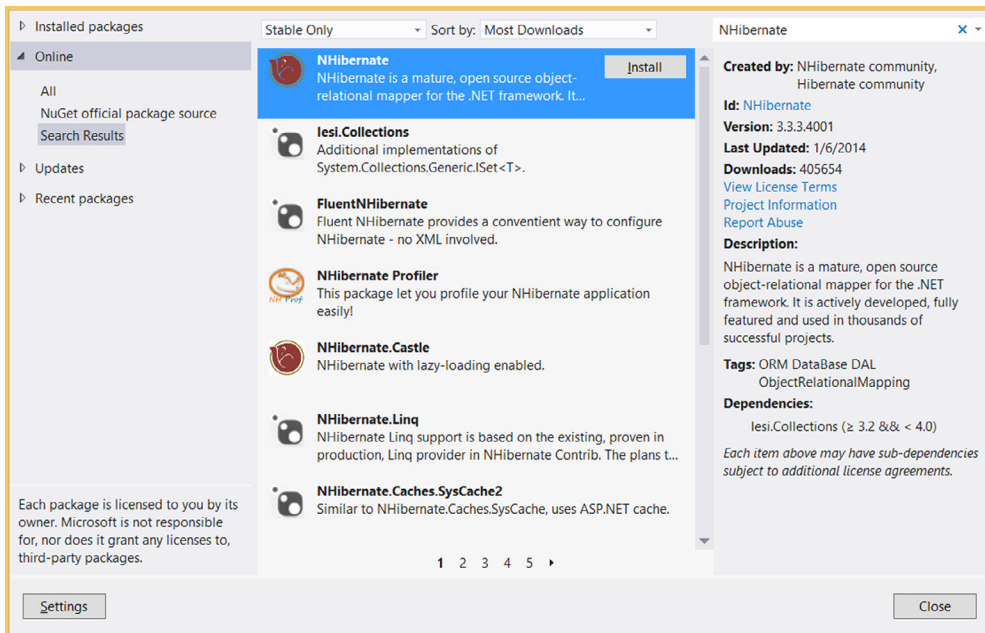 Installed packages
Online
All
NuGet official package source
Search Results
Updates
Recent packages
Each package is licensed to you by its
owner. Microsoft is not responsible
for, nor does it grant any licenses to,
third-party packages.
Settings
Stable Only
Sort by: Most Downloads
NHibernate
Install
NHibernate is a mature, open source object-
relational mapper for the .NET framework. It...
Iesi.Collections
Additional implementations of
System.Collections.Generic.ISet<T>.
FluentNHibernate
Fluent NHibernate provides a conventient way to configure
NHibernate - no XML involved.
NHibernate Profiler
NH Prof
This package let you profile your NHibernate application
easily!
NHibernate.Castle
NHibernate with lazy-loading enabled.
NHibernate.Linq
NHibernate Linq support is based on the existing, proven in
production, Linq provider in NHibernate Contrib. The plans t...
NHibernate.Caches.SysCache2
Similar to NHibernate.Caches.SysCache, uses ASP.NET cache.
1 2 3 4 5
NHibernate
Created by: NHibernate community,
Hibernate community
Id: NHibernate
Version: 3.3.3.4001
Last Updated: 1/6/2014
Downloads: 405654
View License Terms
Project Information
Report Abuse
Description:
NHibernate is a mature, open source
object-relational mapper for the .NET
framework. It is actively developed, fully
featured and used in thousands of
successful projects.
Tags: ORM DataBase DAL
ObjectRelationalMapping
Dependencies:
Iesi.Collections (≥ 3.2 && < 4.0)
Each item above may have sub-dependencies
subject to additional license agreements.
Close